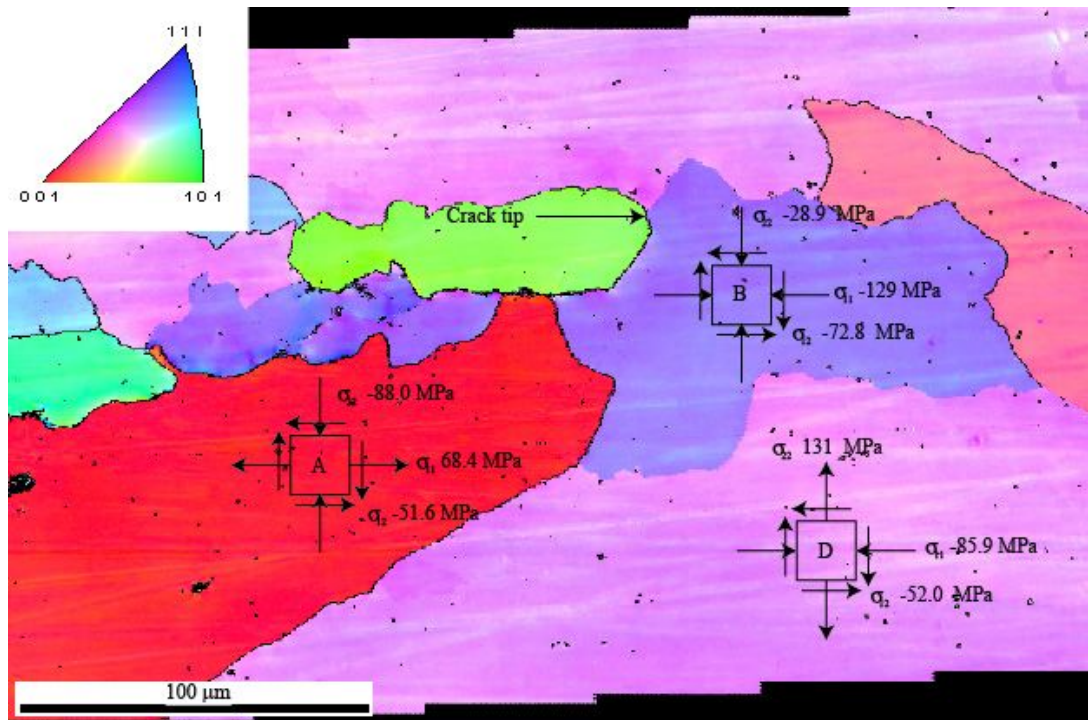 1 1 1
0 0 1
1 0 1
Crack tip
σ22 -28.9 MPa
B
σ11 -129 MPa
σ12 -72.8 MPa
σ22 -88.0 MPa
A
σ11 68.4 MPa
σ12 -51.6 MPa
σ22 131 MPa
D
σ11 -85.9 MPa
σ12 -52.0 MPa
100 µm